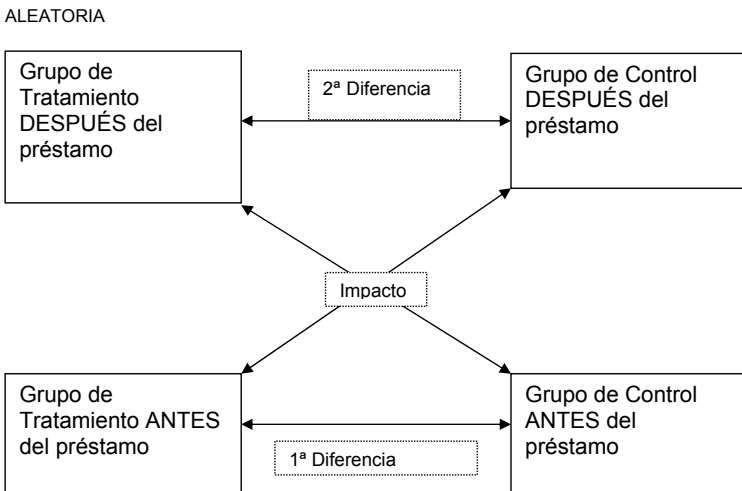 ALEATORIA
Grupo de
Tratamiento
DESPUÉS del
préstamo
2ª Diferencia
Grupo de Control
DESPUÉS del
préstamo
Impacto
Grupo de
Tratamiento ANTES
del préstamo
1ª Diferencia
Grupo de Control
ANTES del
préstamo